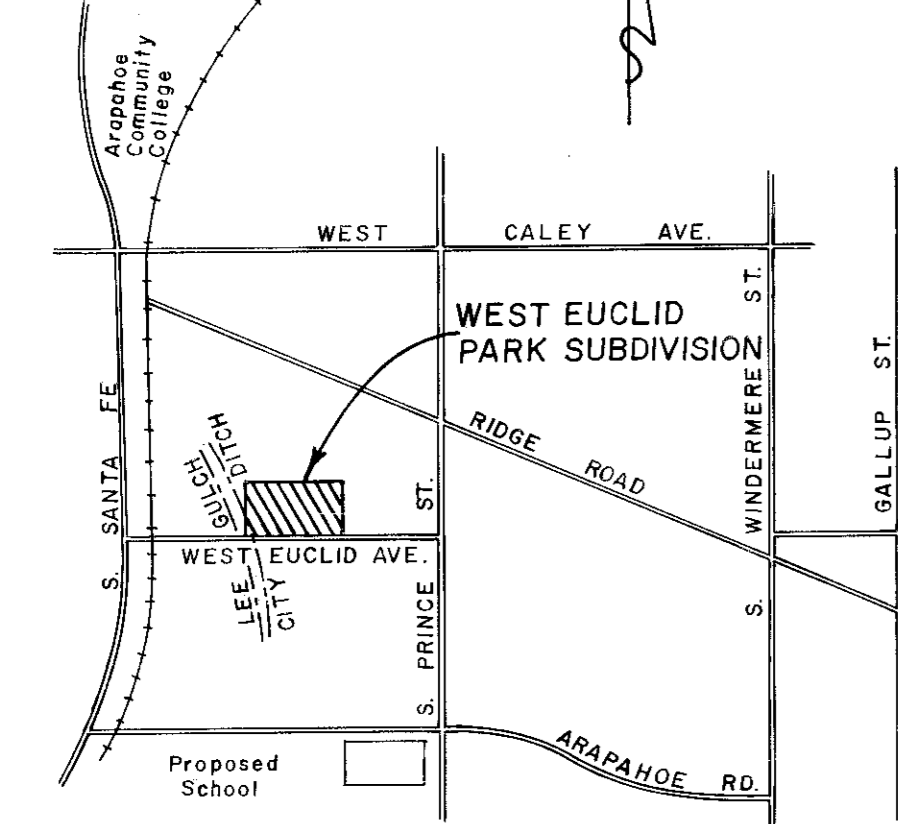 Arapahoe
Community
College
WEST CALEY AVE.
WEST EUCLID
PARK SUBDIVISION
RIDGE ROAD
S. SANTA FE
LEE GULCH
CITY DITCH
WEST EUCLID AVE.
S. PRINCE ST.
S. WINDERMERE ST.
GALLUP ST.
ARAPAHOE RD.
Proposed
School